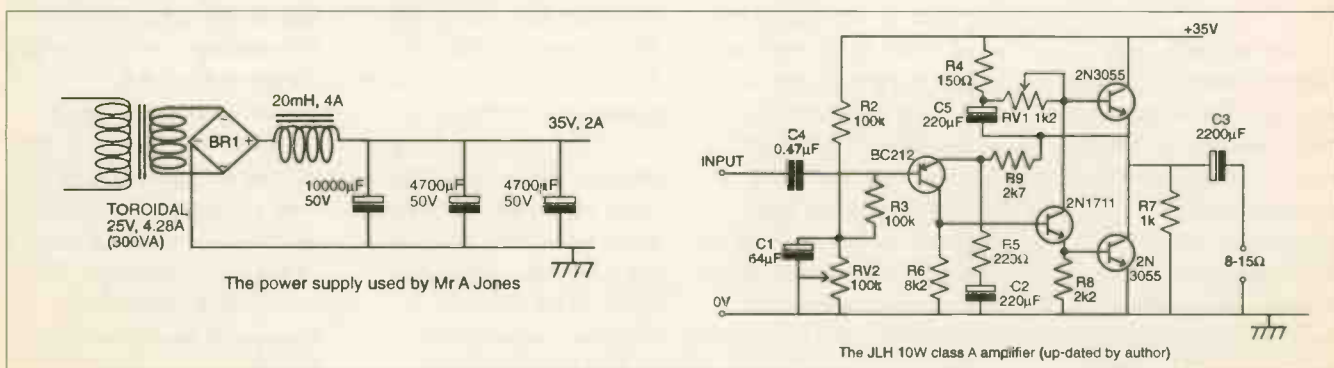 20mH, 4A
BR1
35V, 2A
10000µF
50V
4700µF
50V
4700µF
50V
TOROIDAL
25V, 4.28A
(300VA)
The power supply used by Mr A Jones
+35V
R4
150Ω
2N3055
R2
100k
C5
220µF
RV1 1k2
C3
2200µF
C4
0.47µF
BC212
INPUT
R9
2k7
R3
100k
2N1711
R7
1k
C1
64µF
R5
220Ω
8-15Ω
RV2
100k
R6
8k2
2N
3055
C2
220µF
R8
2k2
0V
The JLH 10W class A amplifier (up-dated by author)